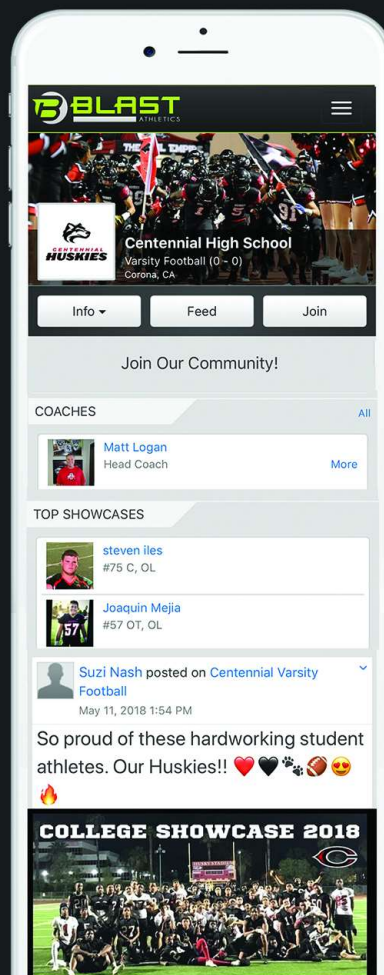 BLAST
ATHLETICS
CENTENNIAL
HUSKIES
Centennial High School
Varsity Football (0 - 0)
Corona, CA
Info
Feed
Join
Join Our Community!
COACHES
All
Matt Logan
Head Coach
More
TOP SHOWCASES
steven iles
#75 C, OL
57
Joaquin Mejia
#57 OT, OL
Suzi Nash posted on Centennial Varsity
Football
May 11, 2018 1:54 PM
So proud of these hardworking student
athletes. Our Huskies!! ❤️🖤🐾🏈😍
🔥
COLLEGE SHOWCASE 2018